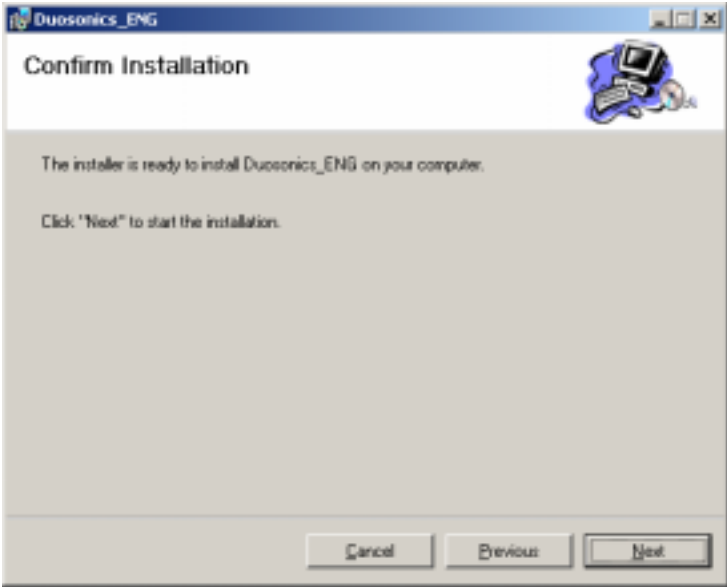 Duosonics_ENG
Confirm Installation
The installer is ready to install Duosonics_ENG on your computer.
Click "Next" to start the installation.
Cancel
Previous
Next